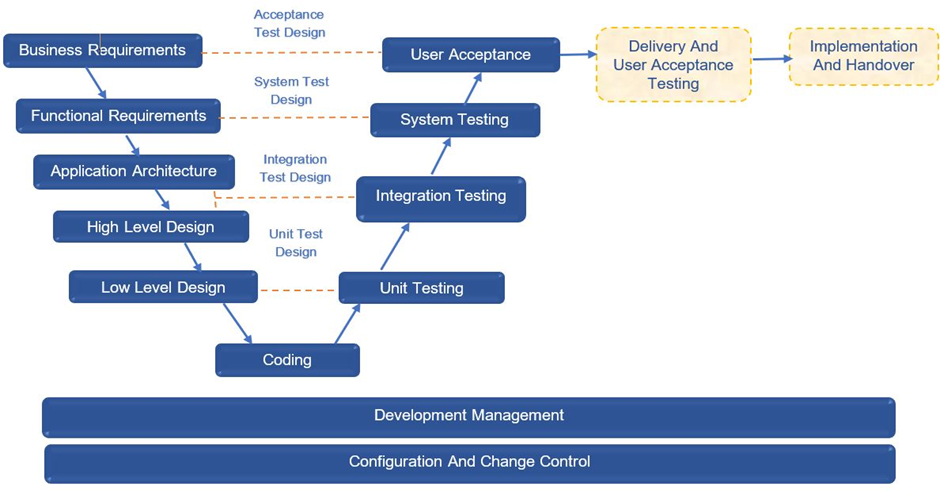 Acceptance
Test Design
Business Requirements
User Acceptance
Delivery And
User Acceptance
Testing
Implementation
And Handover
System Test
Design
Functional Requirements
System Testing
Integration
Test Design
Application Architecture
Integration Testing
High Level Design
Unit Test
Design
Low Level Design
Unit Testing
Coding
Development Management
Configuration And Change Control